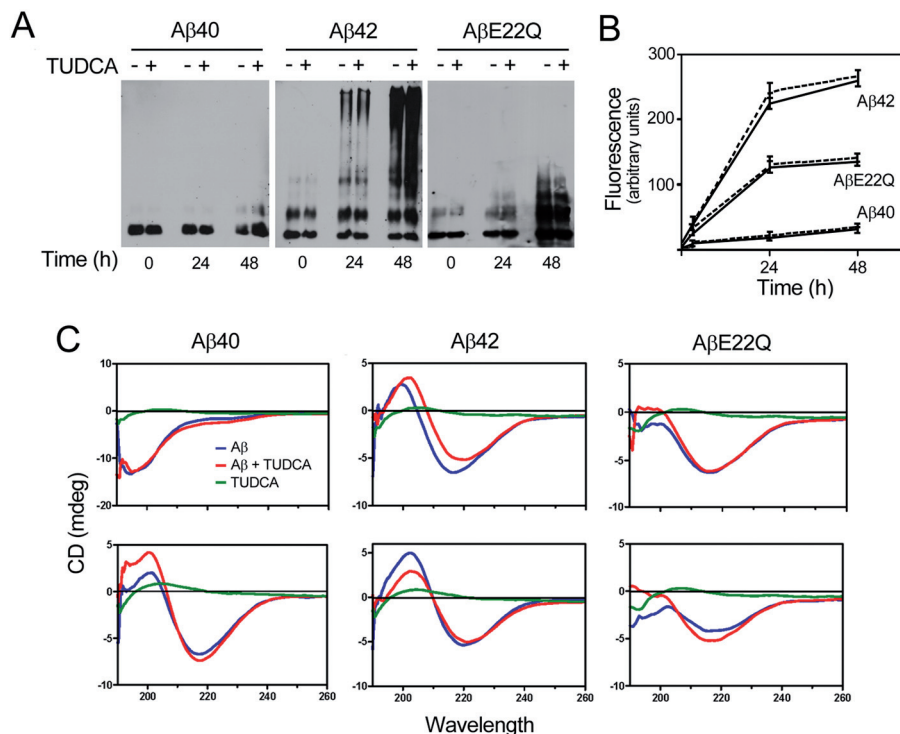 A
Aβ40
Aβ42
AβE22Q
TUDCA
- + - + - +
- + - + - +
- + - + - +
Time (h)
0 24 48
0 24 48
0 24 48
B
300
200
100
Fluorescence
(arbitrary units)
Aβ42
AβE22Q
Aβ40
24 48
Time (h)
C
Aβ40
Aβ42
AβE22Q
CD (mdeg)
10
0
-10
-20
Aβ
Aβ + TUDCA
TUDCA
5
0
-5
-10
5
0
-5
-10
5
0
-5
-10
200 220 240 260
5
0
-5
-10
200 220 240 260
5
0
-5
-10
200 220 240 260
Wavelength